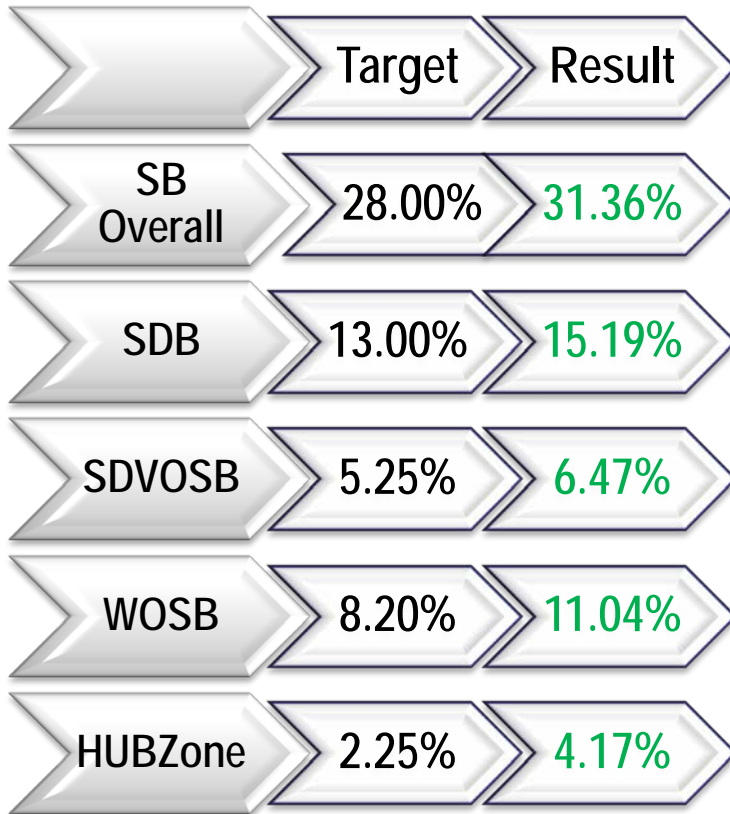 Target Result
SB
Overall
28.00% 31.36%
SDB 13.00% 15.19%
SDVOSB 5.25% 6.47%
WOSB 8.20% 11.04%
HUBZone 2.25% 4.17%